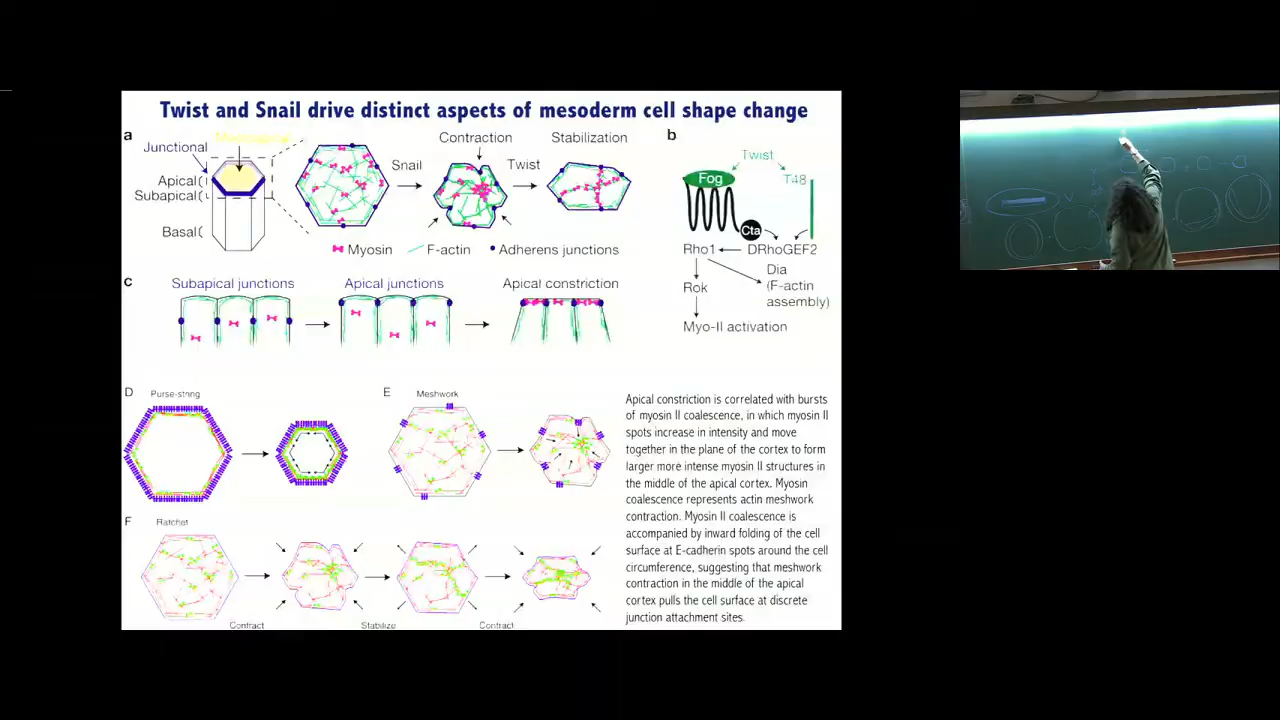 Twist and Snail drive distinct aspects of mesoderm cell shape change
a
Junctional
Apical
Subapical
Basal
Snail
Contraction
Twist
Stabilization
Myosin
F-actin
Adherens junctions
b
Twist
Fog
T48
Cta
Rho1
DRhoGEF2
Rok
Dia
(F-actin
assembly)
Myo-II activation
c
Subapical junctions
Apical junctions
Apical constriction
D
Purse-string
E
Meshwork
F
Ratchet
Contract
Stabilize
Contract
Apical constriction is correlated with bursts
of myosin II coalescence, in which myosin II
spots increase in intensity and move
together in the plane of the cortex to form
larger more intense myosin II structures in
the middle of the apical cortex. Myosin
coalescence represents actin meshwork
contraction. Myosin II coalescence is
accompanied by inward folding of the cell
surface at E-cadherin spots around the cell
circumference, suggesting that meshwork
contraction in the middle of the apical
cortex pulls the cell surface at discrete
junction attachment sites.